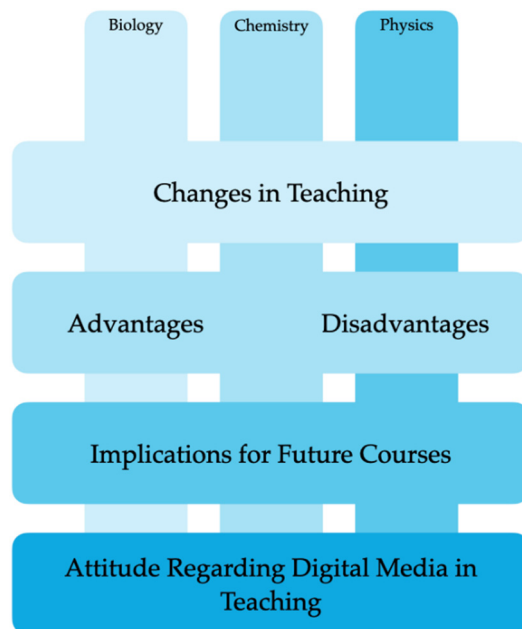 Biology
Chemistry
Physics
Changes in Teaching
Advantages
Disadvantages
Implications for Future Courses
Attitude Regarding Digital Media in
Teaching